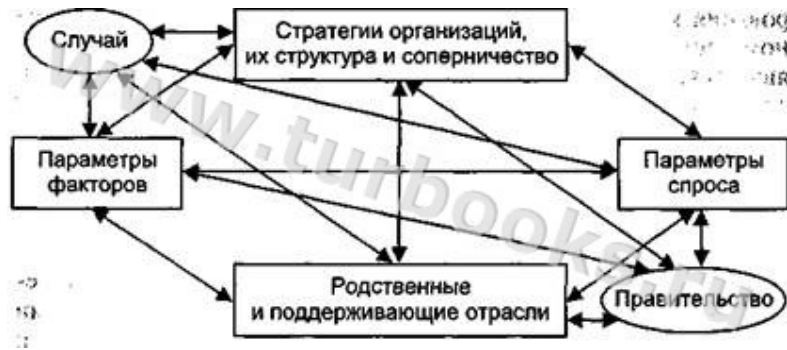 Случай
Стратегии организаций,
их структура и соперничество
Параметры
факторов
Параметры
спроса
Родственные
и поддерживающие отрасли
Правительство
www.turbooks.ru